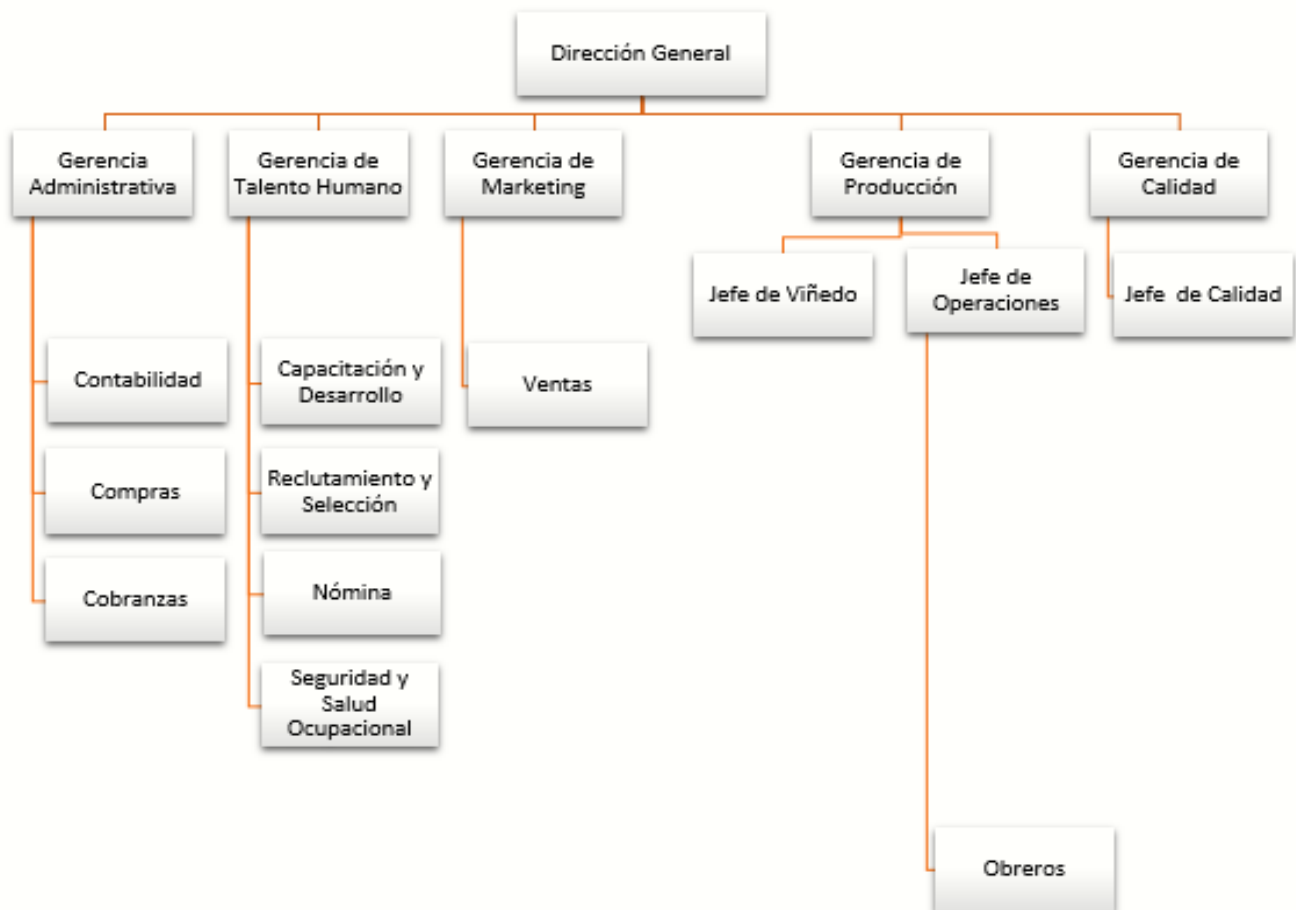 Dirección General
Gerencia
Administrativa
Gerencia de
Talento Humano
Gerencia de
Marketing
Gerencia de
Producción
Gerencia de
Calidad
Jefe de Viñedo
Jefe de
Operaciones
Jefe de Calidad
Contabilidad
Capacitación y
Desarrollo
Ventas
Compras
Reclutamiento y
Selección
Cobranzas
Nómina
Seguridad y
Salud
Ocupacional
Obreros